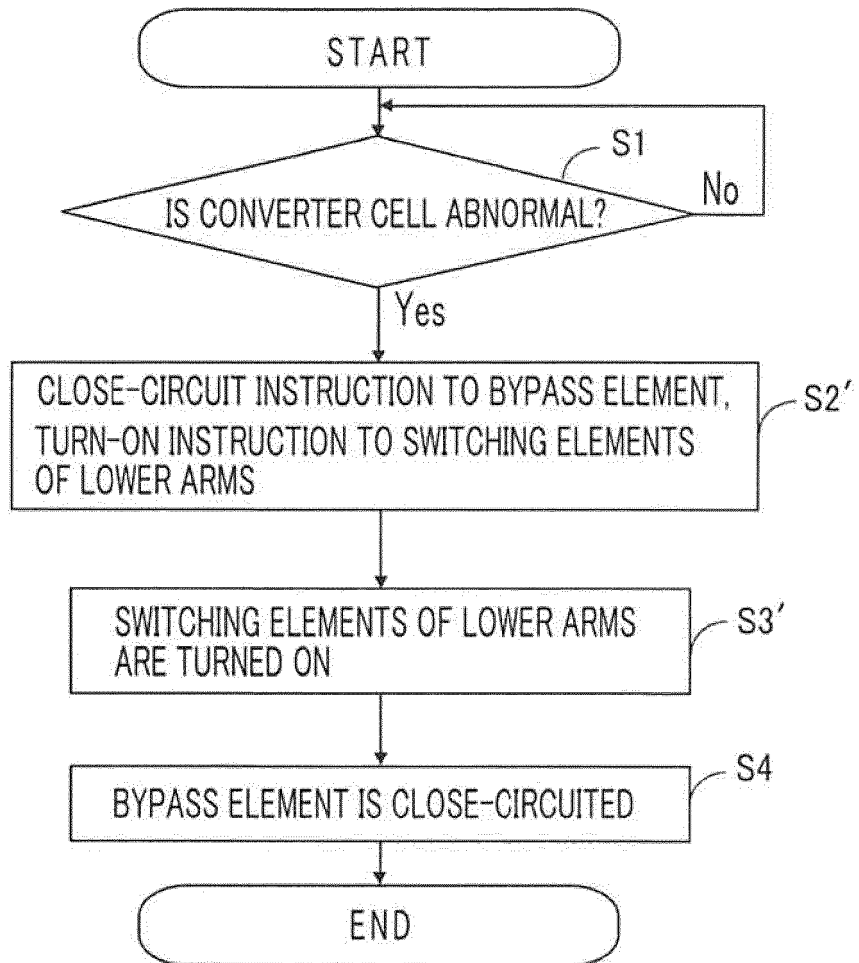 START
S1
IS CONVERTER CELL ABNORMAL?
No
Yes
CLOSE-CIRCUIT INSTRUCTION TO BYPASS ELEMENT,
TURN-ON INSTRUCTION TO SWITCHING ELEMENTS
OF LOWER ARMS
S2′
SWITCHING ELEMENTS OF LOWER ARMS
ARE TURNED ON
S3′
BYPASS ELEMENT IS CLOSE-CIRCUITED
S4
END